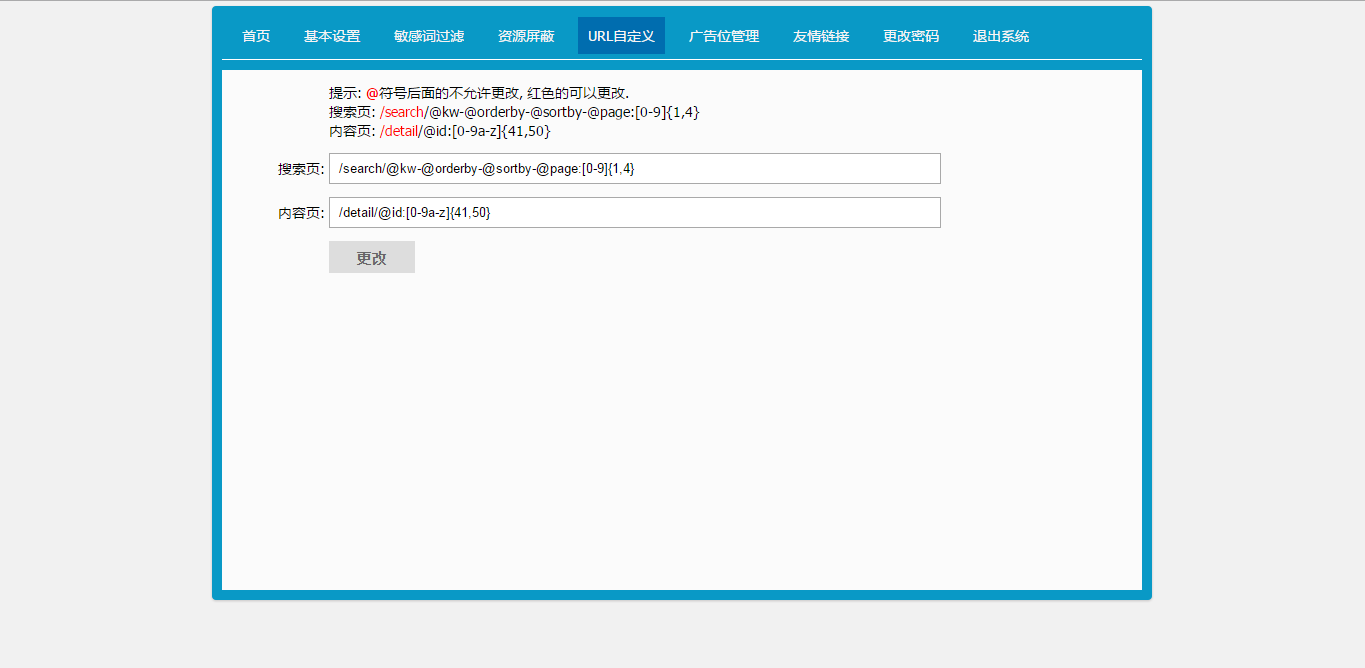 首页 基本设置 敏感词过滤 资源屏蔽 URL自定义 广告位管理 友情链接 更改密码 退出系统
提示: @符号后面的不允许更改, 红色的可以更改.
搜索页: /search/@kw-@orderby-@sortby-@page:[0-9]{1,4}
内容页: /detail/@id:[0-9a-z]{41,50}
搜索页: /search/@kw-@orderby-@sortby-@page:[0-9]{1,4}
内容页: /detail/@id:[0-9a-z]{41,50}
更改